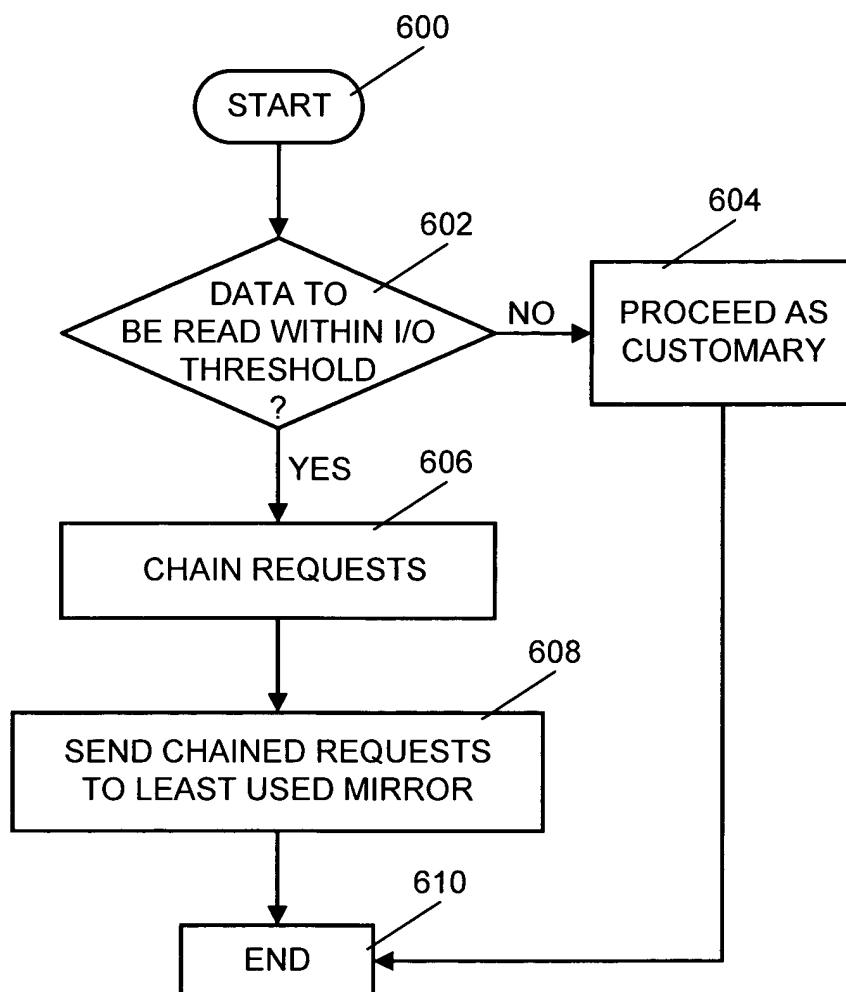 600
START
602
DATA TO
BE READ WITHIN I/O
THRESHOLD
?
NO
604
PROCEED AS
CUSTOMARY
YES
606
CHAIN REQUESTS
608
SEND CHAINED REQUESTS
TO LEAST USED MIRROR
610
END